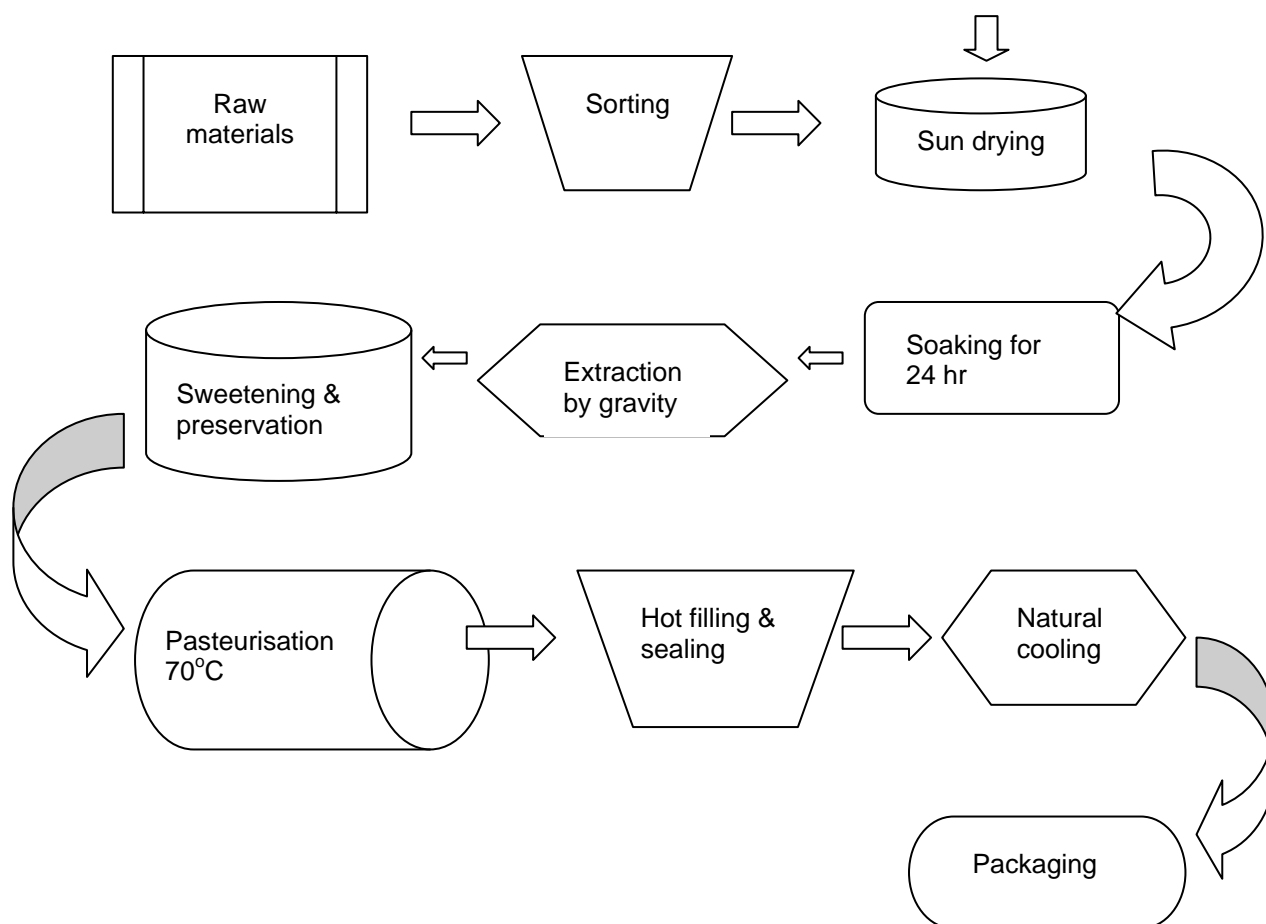 Raw
materials
Sorting
Sun drying
Soaking for
24 hr
Extraction
by gravity
Sweetening &
preservation
Pasteurisation
70°C
Hot filling &
sealing
Natural
cooling
Packaging